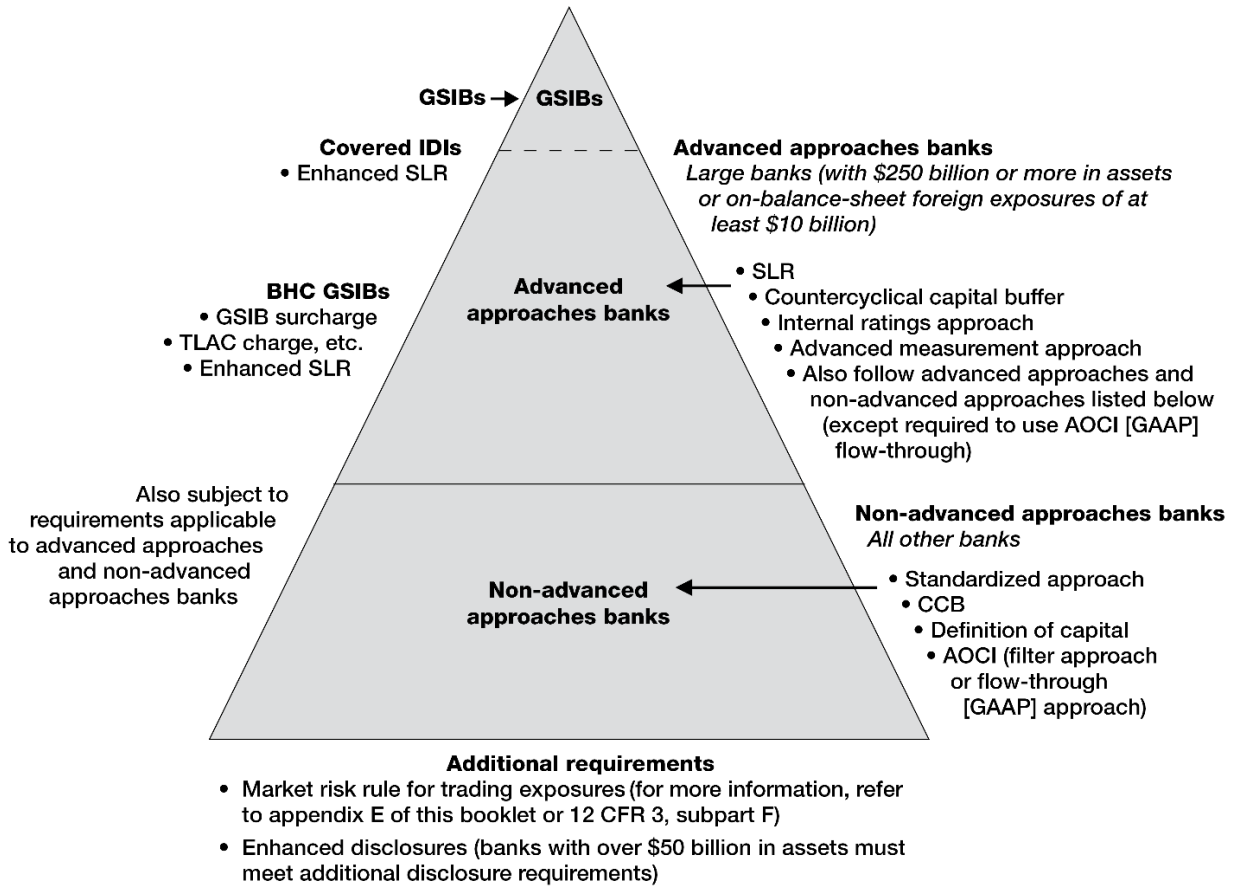 GSIBs
GSIBs
Covered IDIs
• Enhanced SLR
BHC GSIBs
• GSIB surcharge
• TLAC charge, etc.
• Enhanced SLR
Also subject to
requirements applicable
to advanced approaches
and non-advanced
approaches banks
Advanced
approaches banks
Non-advanced
approaches banks
Advanced approaches banks
Large banks (with $250 billion or more in assets
or on-balance-sheet foreign exposures of at
least $10 billion)
• SLR
• Countercyclical capital buffer
• Internal ratings approach
• Advanced measurement approach
• Also follow advanced approaches and
non-advanced approaches listed below
(except required to use AOCI [GAAP]
flow-through)
Non-advanced approaches banks
All other banks
• Standardized approach
• CCB
• Definition of capital
• AOCI (filter approach
or flow-through
[GAAP] approach)
Additional requirements
• Market risk rule for trading exposures (for more information, refer
to appendix E of this booklet or 12 CFR 3, subpart F)
• Enhanced disclosures (banks with over $50 billion in assets must
meet additional disclosure requirements)